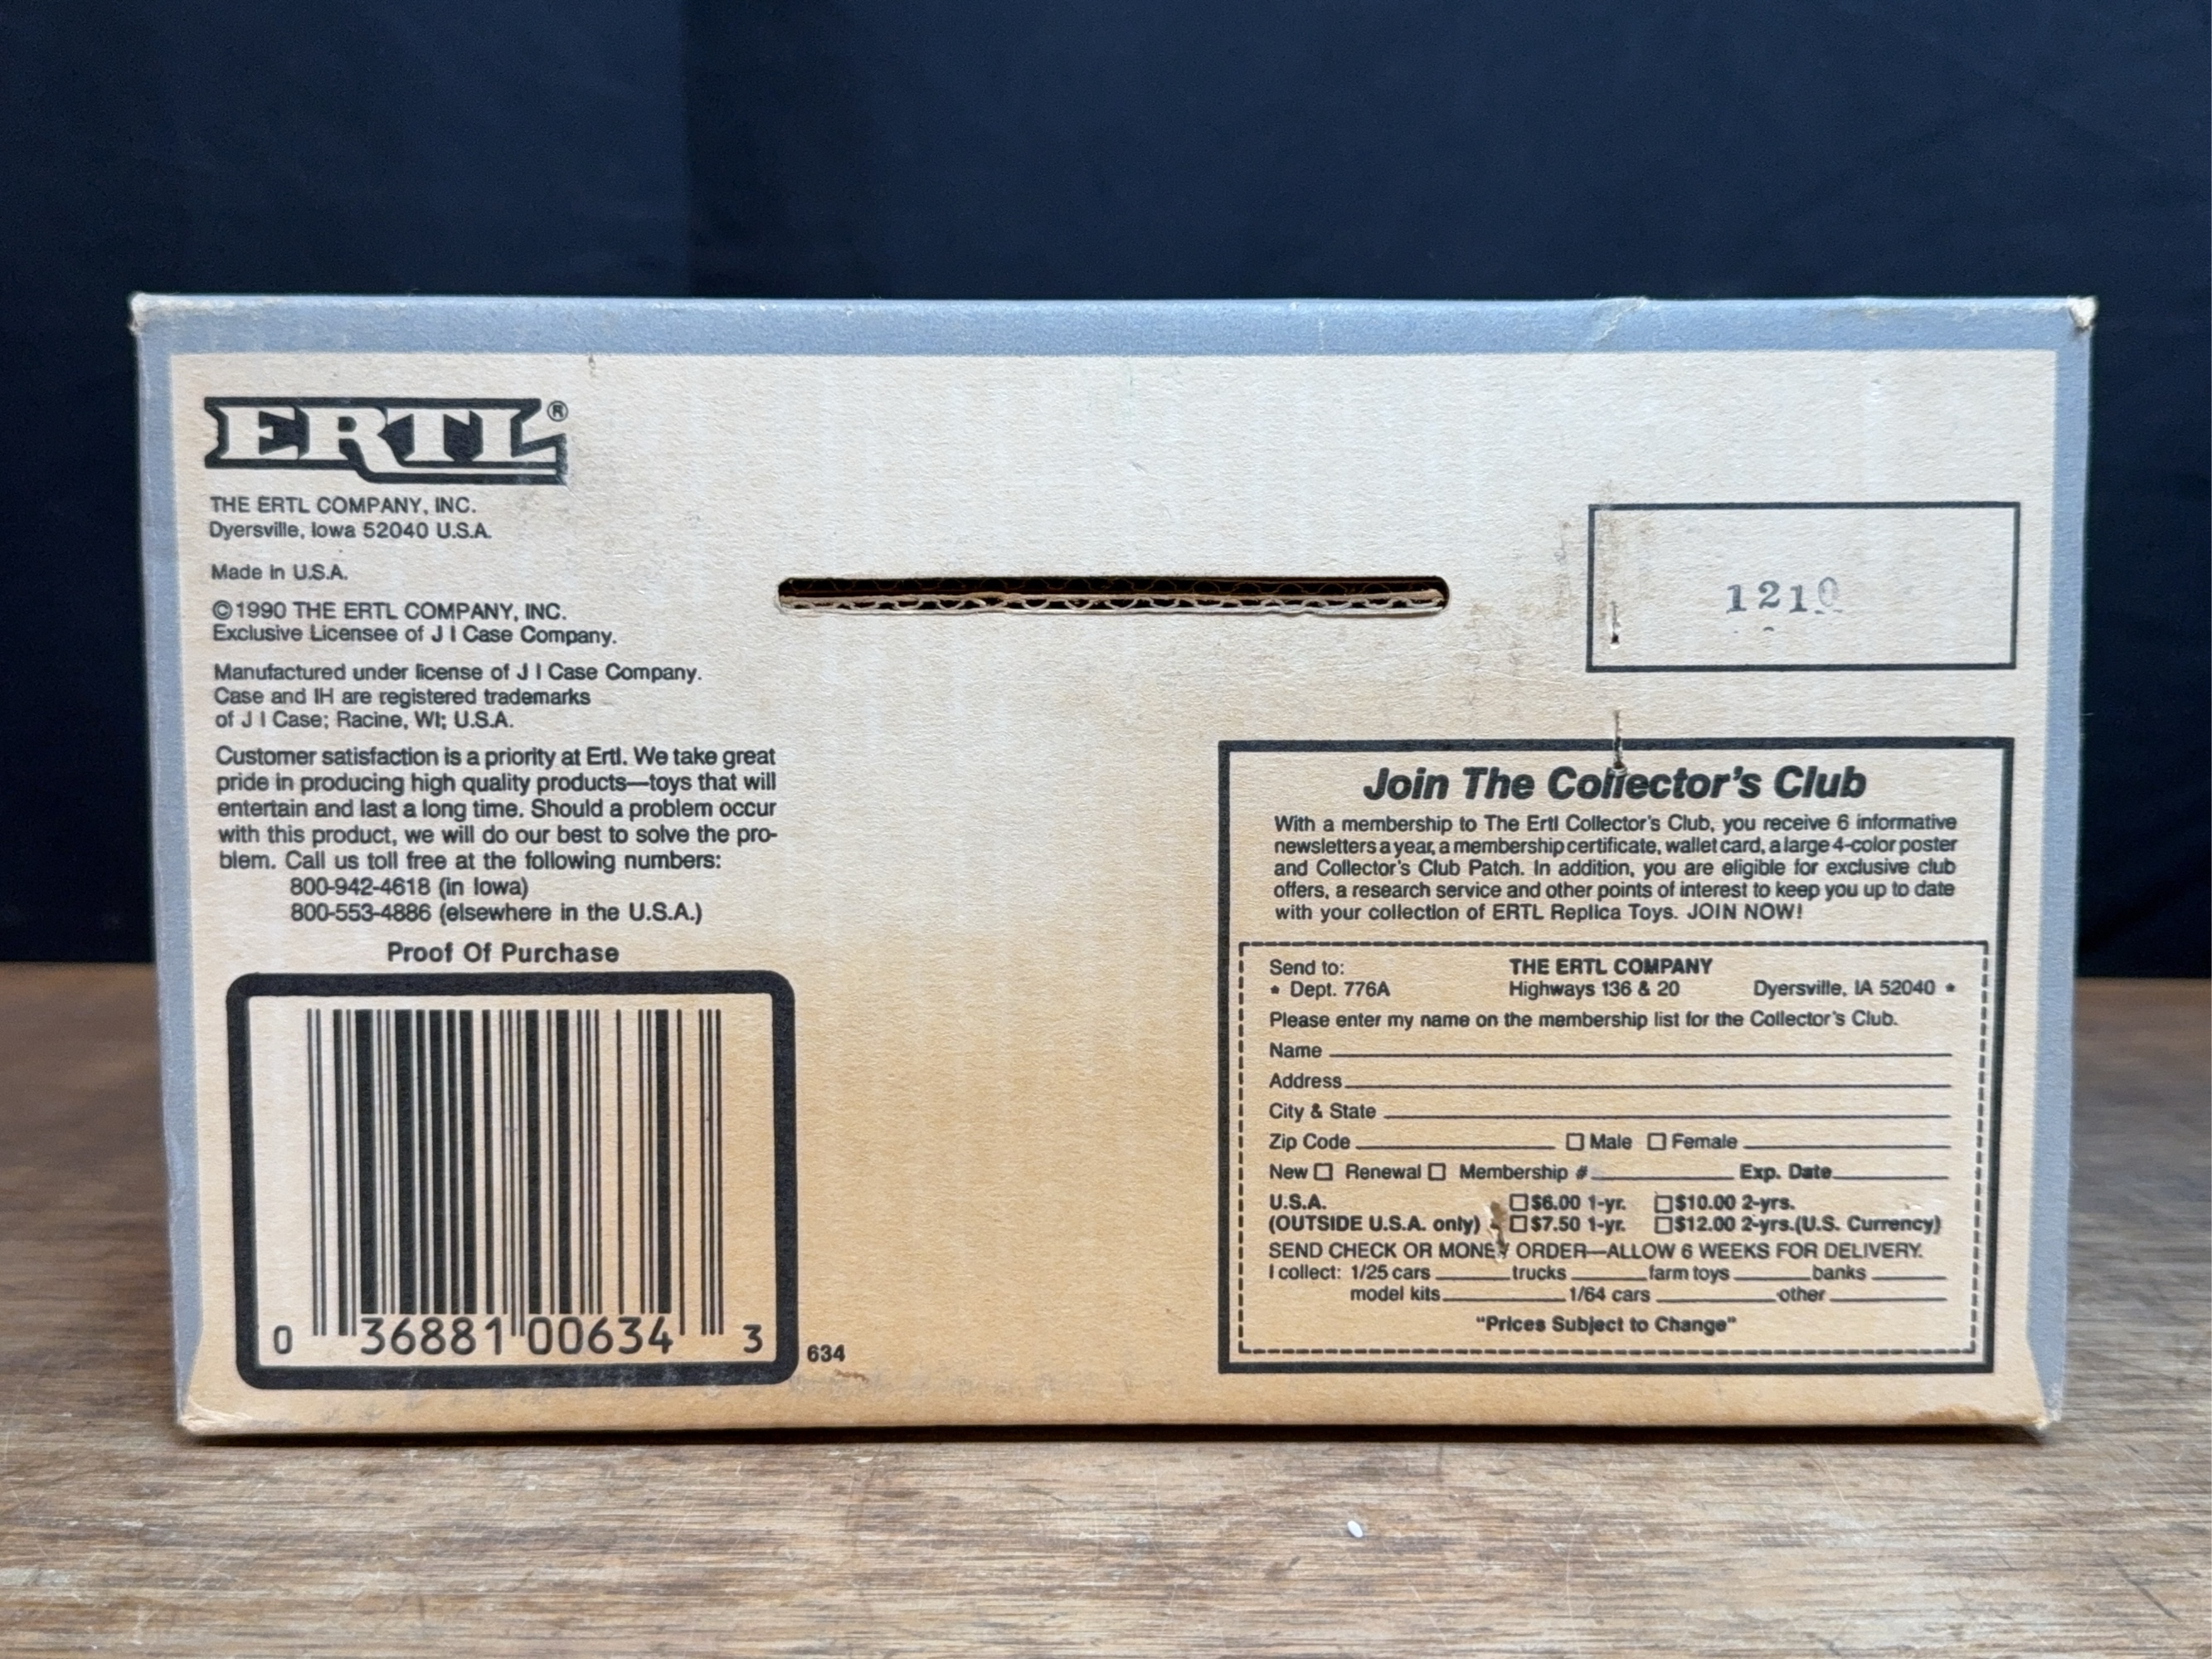 ERTL®
THE ERTL COMPANY, INC.
Dyersville, Iowa 52040 U.S.A.
Made in U.S.A.
©1990 THE ERTL COMPANY, INC.
Exclusive Licensee of J I Case Company.
Manufactured under license of J I Case Company.
Case and IH are registered trademarks
of J I Case; Racine, WI; U.S.A.
Customer satisfaction is a priority at Ertl. We take great
pride in producing high quality products—toys that will
entertain and last a long time. Should a problem occur
with this product, we will do our best to solve the pro-
blem. Call us toll free at the following numbers:
800-942-4618 (in Iowa)
800-553-4886 (elsewhere in the U.S.A.)
Proof Of Purchase
0 36881 00634 3
634
1210
Join The Collector's Club
With a membership to The Ertl Collector's Club, you receive 6 informative
newsletters a year, a membership certificate, wallet card, a large 4-color poster
and Collector's Club Patch. In addition, you are eligible for exclusive club
offers, a research service and other points of interest to keep you up to date
with your collection of ERTL Replica Toys. JOIN NOW!
Send to: THE ERTL COMPANY
* Dept. 776A Highways 136 & 20 Dyersville, IA 52040 *
Please enter my name on the membership list for the Collector's Club.
Name
Address
City & State
Zip Code Male Female
New Renewal Membership # Exp. Date
U.S.A. $6.00 1-yr. $10.00 2-yrs.
(OUTSIDE U.S.A. only) $7.50 1-yr. $12.00 2-yrs.(U.S. Currency)
SEND CHECK OR MONEY ORDER—ALLOW 6 WEEKS FOR DELIVERY.
I collect: 1/25 cars trucks farm toys banks
model kits 1/64 cars other
"Prices Subject to Change"